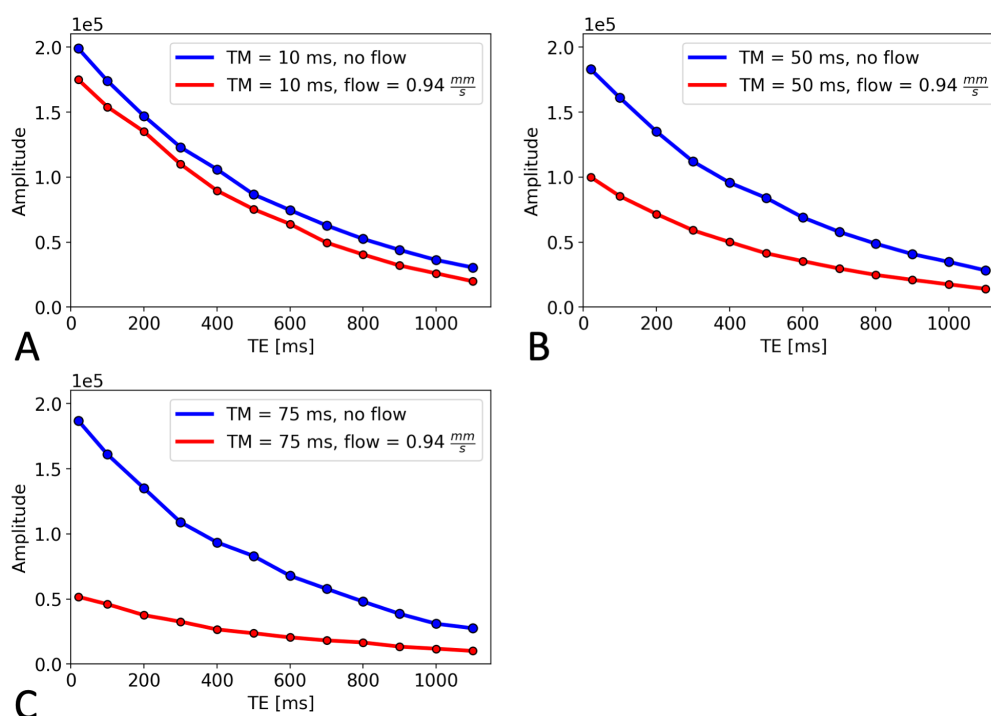 1e5
TM = 10 ms, no flow
TM = 10 ms, flow = 0.94 mm/s
2.0
1.5
1.0
0.5
0.0
Amplitude
0 200 400 600 800 1000
TE [ms]
A
1e5
TM = 50 ms, no flow
TM = 50 ms, flow = 0.94 mm/s
2.0
1.5
1.0
0.5
0.0
Amplitude
0 200 400 600 800 1000
TE [ms]
B
1e5
TM = 75 ms, no flow
TM = 75 ms, flow = 0.94 mm/s
2.0
1.5
1.0
0.5
0.0
Amplitude
0 200 400 600 800 1000
TE [ms]
C